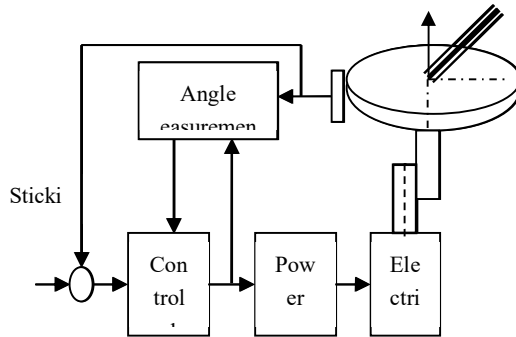 Angle
easuremen
Sticki
Con
trol
Pow
er
Ele
ctri